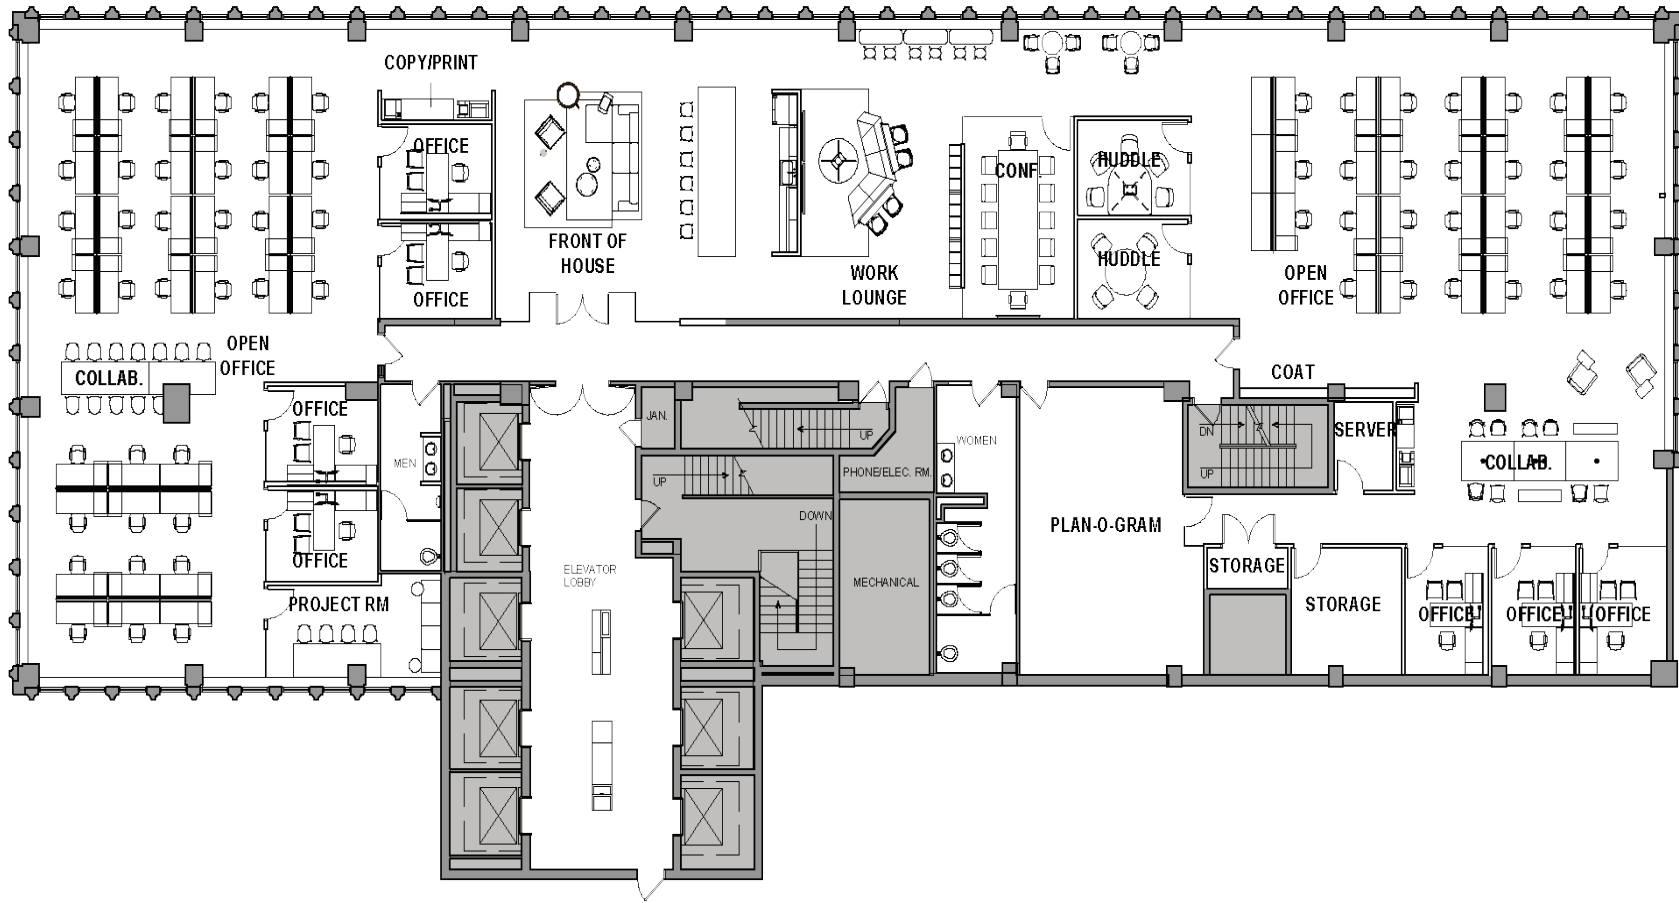 COPY/PRINT
OFFICE
CONF.
HUDDLE
FRONT OF
HOUSE
HUDDLE
WORK
LOUNGE
OPEN
OFFICE
OFFICE
OPEN
OFFICE
COLLAB.
COAT
OFFICE
JAN.
UP
WOMEN
DN
SERVER
MEN
PHONE/ELEC. RM.
COLLAB.
UP
UP
DOWN
PLAN-O-GRAM
OFFICE
ELEVATOR
LOBBY
MECHANICAL
STORAGE
PROJECT RM
STORAGE
OFFICE
OFFICE
OFFICE